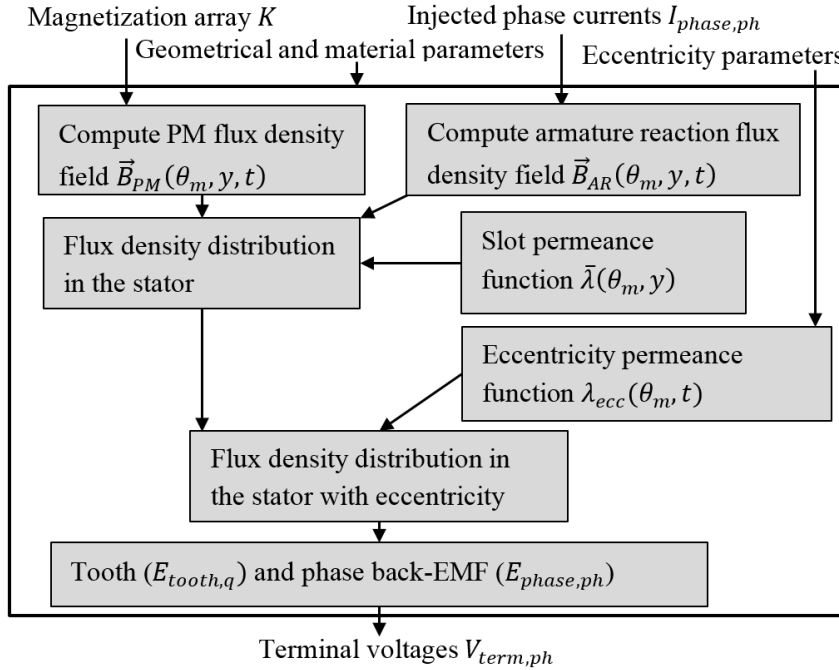 Magnetization array K
Injected phase currents I_{phase,ph}
Geometrical and material parameters
Eccentricity parameters
Compute PM flux density
field \vec{B}_{PM}(θ_m, y, t)
Compute armature reaction flux
density field \vec{B}_{AR}(θ_m, y, t)
Flux density distribution
in the stator
Slot permeance
function \bar{λ}(θ_m, y)
Eccentricity permeance
function λ_{ecc}(θ_m, t)
Flux density distribution in
the stator with eccentricity
Tooth (E_{tooth,q}) and phase back-EMF (E_{phase,ph})
Terminal voltages V_{term,ph}